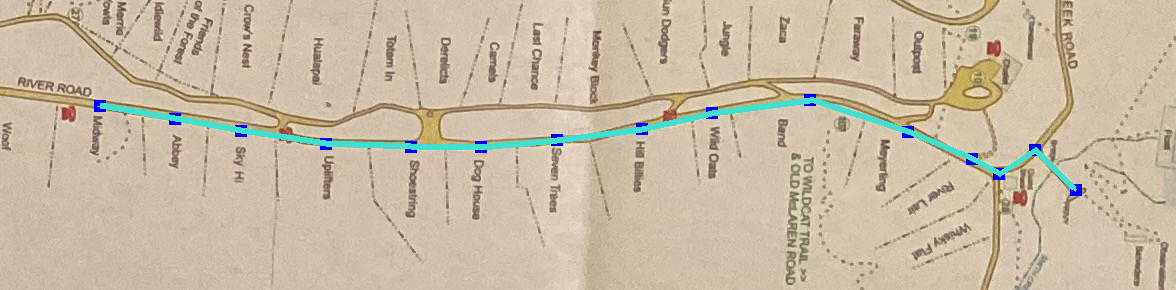 Merrie
Idlewild
Friends
of the Forest
Crow's Nest
Hualapai
Totem In
Derelicts
Camels
Last Chance
Monkey Block
Sun Dodgers
Jungle
Zaca
Faraway
Outpost
EEK ROAD
RIVER ROAD
Woof
Midway
Abbey
Sky Hi
Uplifters
Shoestring
Dog House
Seven Trees
Hill Billies
Wild Oats
Band
TO WILDCAT TRAIL >>
& OLD McLAREN ROAD
Meyerling
River Lair
Whisky Flat